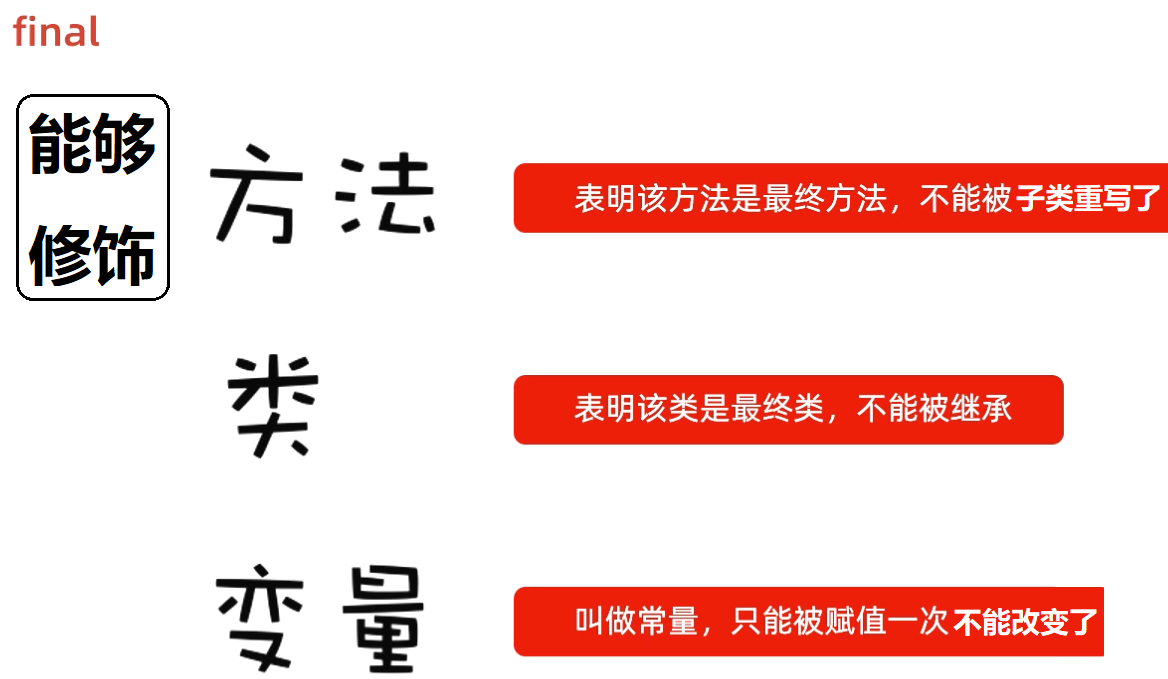 final
能够
修饰
方法
表明该方法是最终方法，不能被子类重写了
类
表明该类是最终类，不能被继承
变量
叫做常量，只能被赋值一次不能改变了